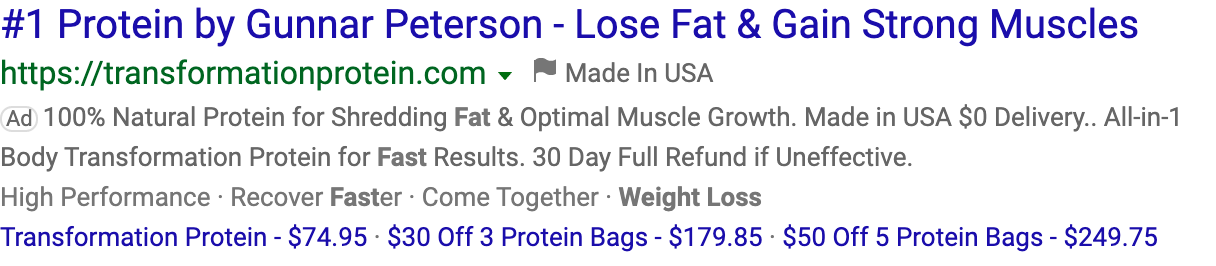 #1 Protein by Gunnar Peterson - Lose Fat & Gain Strong Muscles
https://transformationprotein.com Made In USA
Ad 100% Natural Protein for Shredding Fat & Optimal Muscle Growth. Made in USA $0 Delivery.. All-in-1
Body Transformation Protein for Fast Results. 30 Day Full Refund if Uneffective.
High Performance · Recover Faster · Come Together · Weight Loss
Transformation Protein - $74.95 · $30 Off 3 Protein Bags - $179.85 · $50 Off 5 Protein Bags - $249.75